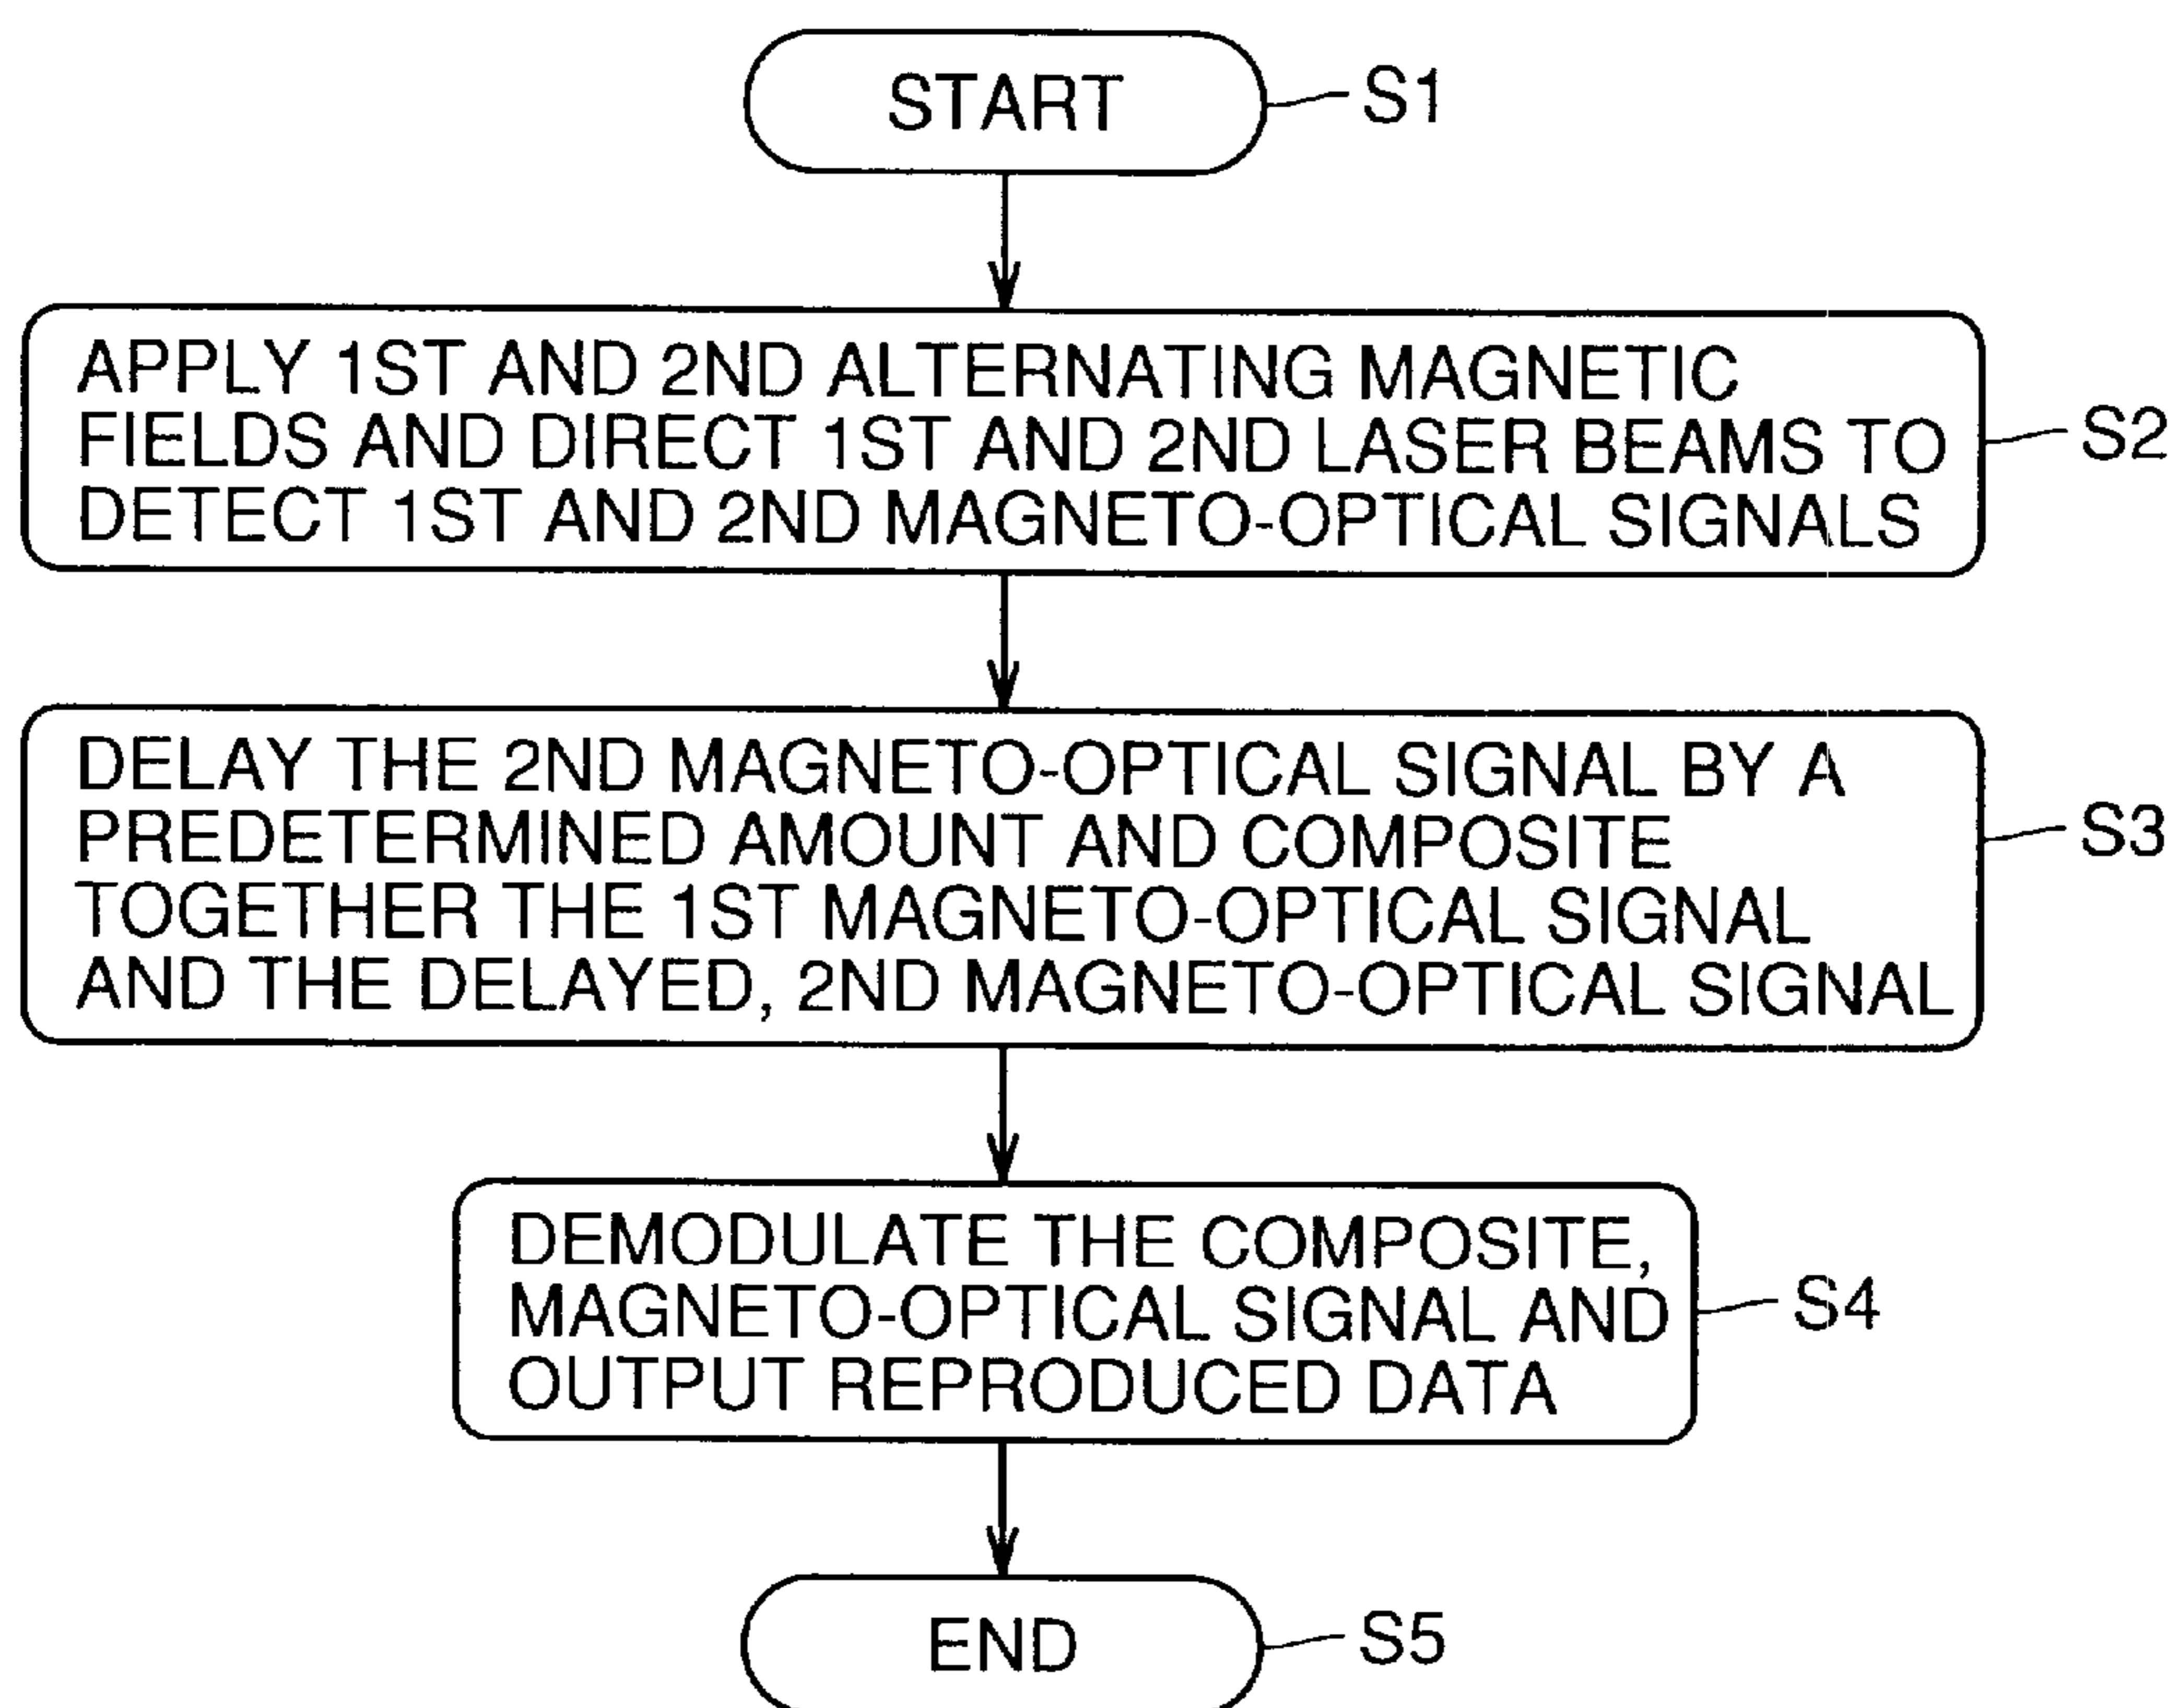 START
S1
APPLY 1ST AND 2ND ALTERNATING MAGNETIC
FIELDS AND DIRECT 1ST AND 2ND LASER BEAMS TO
DETECT 1ST AND 2ND MAGNETO-OPTICAL SIGNALS
S2
DELAY THE 2ND MAGNETO-OPTICAL SIGNAL BY A
PREDETERMINED AMOUNT AND COMPOSITE
TOGETHER THE 1ST MAGNETO-OPTICAL SIGNAL
AND THE DELAYED, 2ND MAGNETO-OPTICAL SIGNAL
S3
DEMODULATE THE COMPOSITE,
MAGNETO-OPTICAL SIGNAL AND
OUTPUT REPRODUCED DATA
S4
END
S5